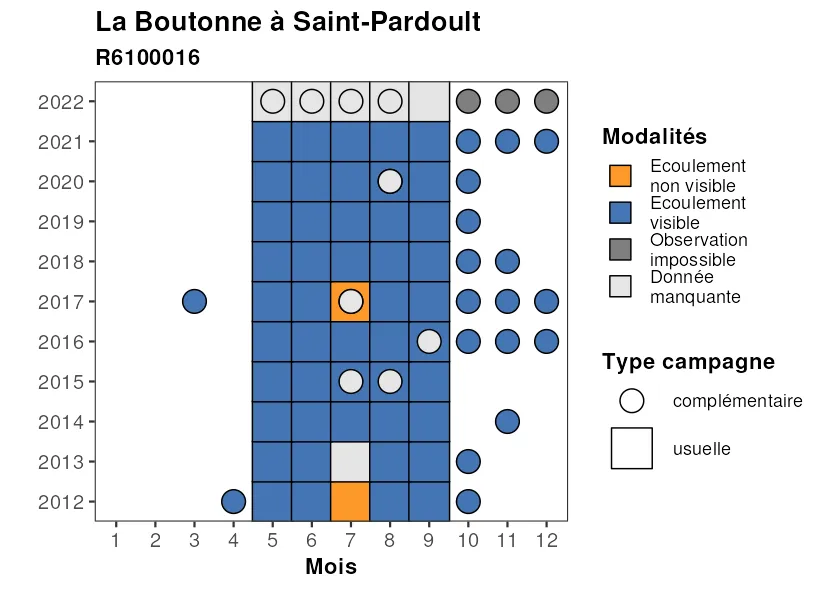 La Boutonne à Saint-Pardoult
R6100016
2022
2021
2020
2019
2018
2017
2016
2015
2014
2013
2012
1 2 3 4 5 6 7 8 9 10 11 12
Mois
Modalités
Ecoulement
non visible
Ecoulement
visible
Observation
impossible
Donnée
manquante
Type campagne
complémentaire
usuelle